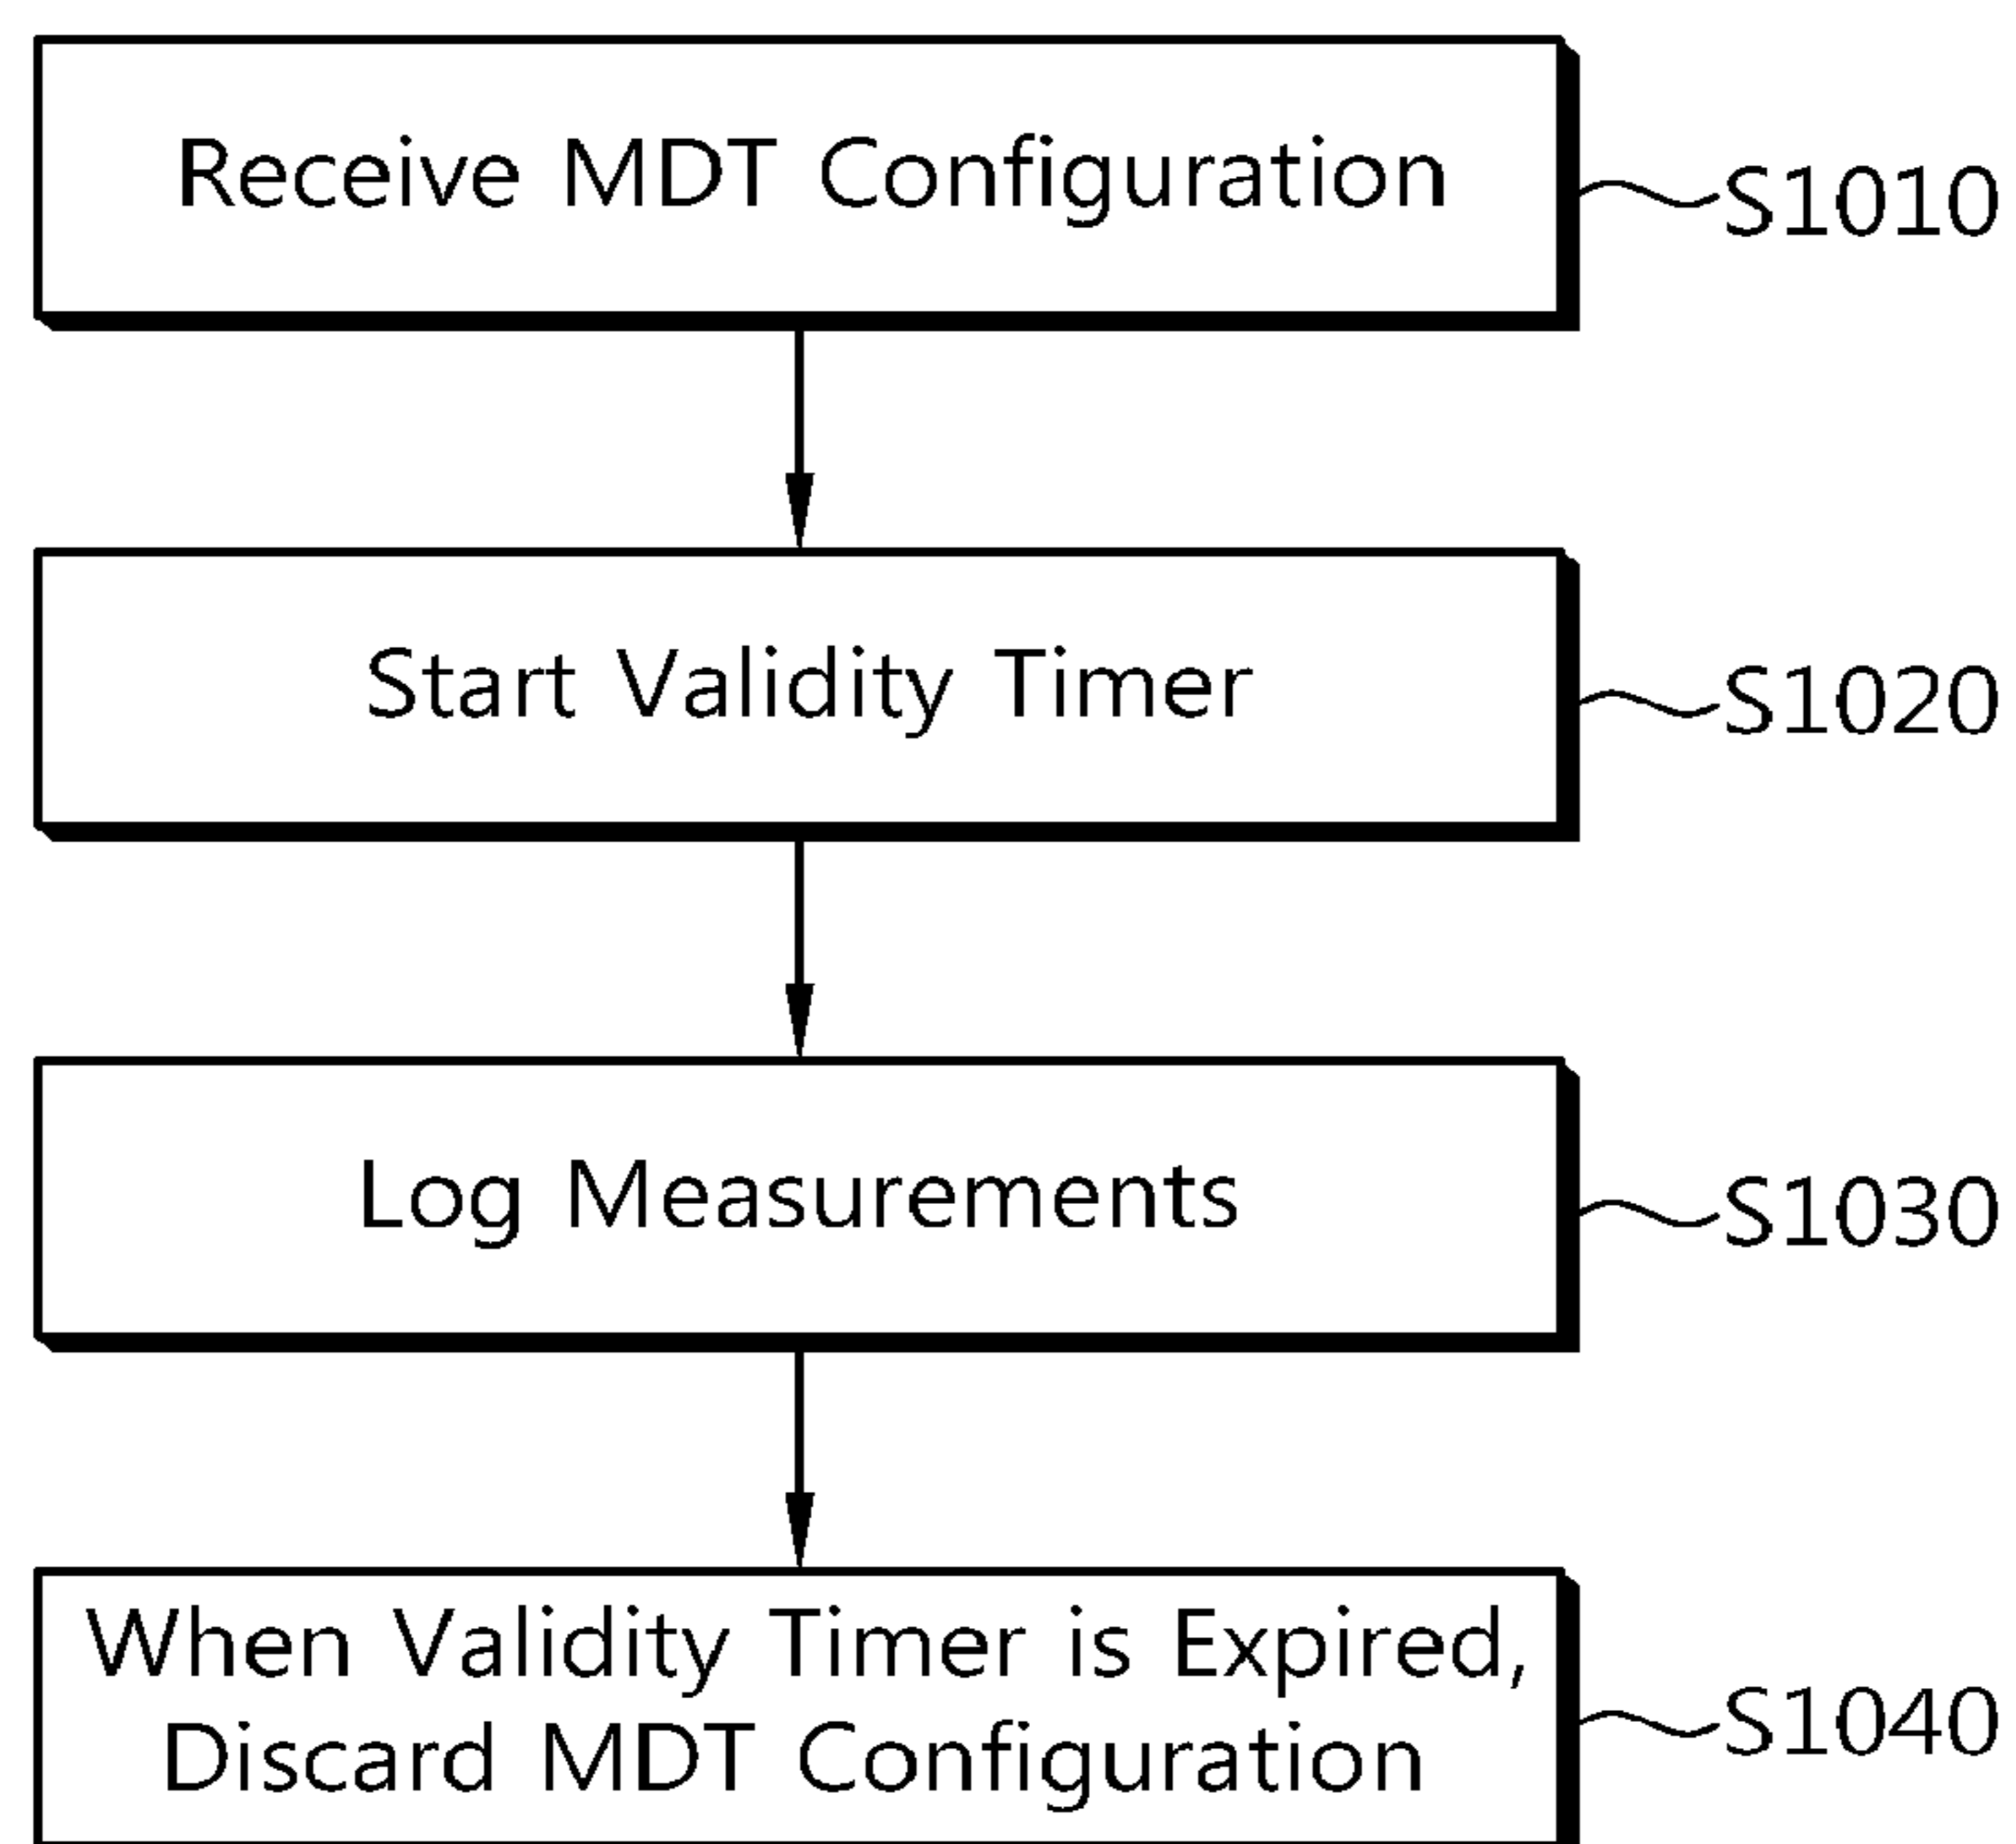 Receive MDT Configuration
S1010
Start Validity Timer
S1020
Log Measurements
S1030
When Validity Timer is Expired,
Discard MDT Configuration
S1040